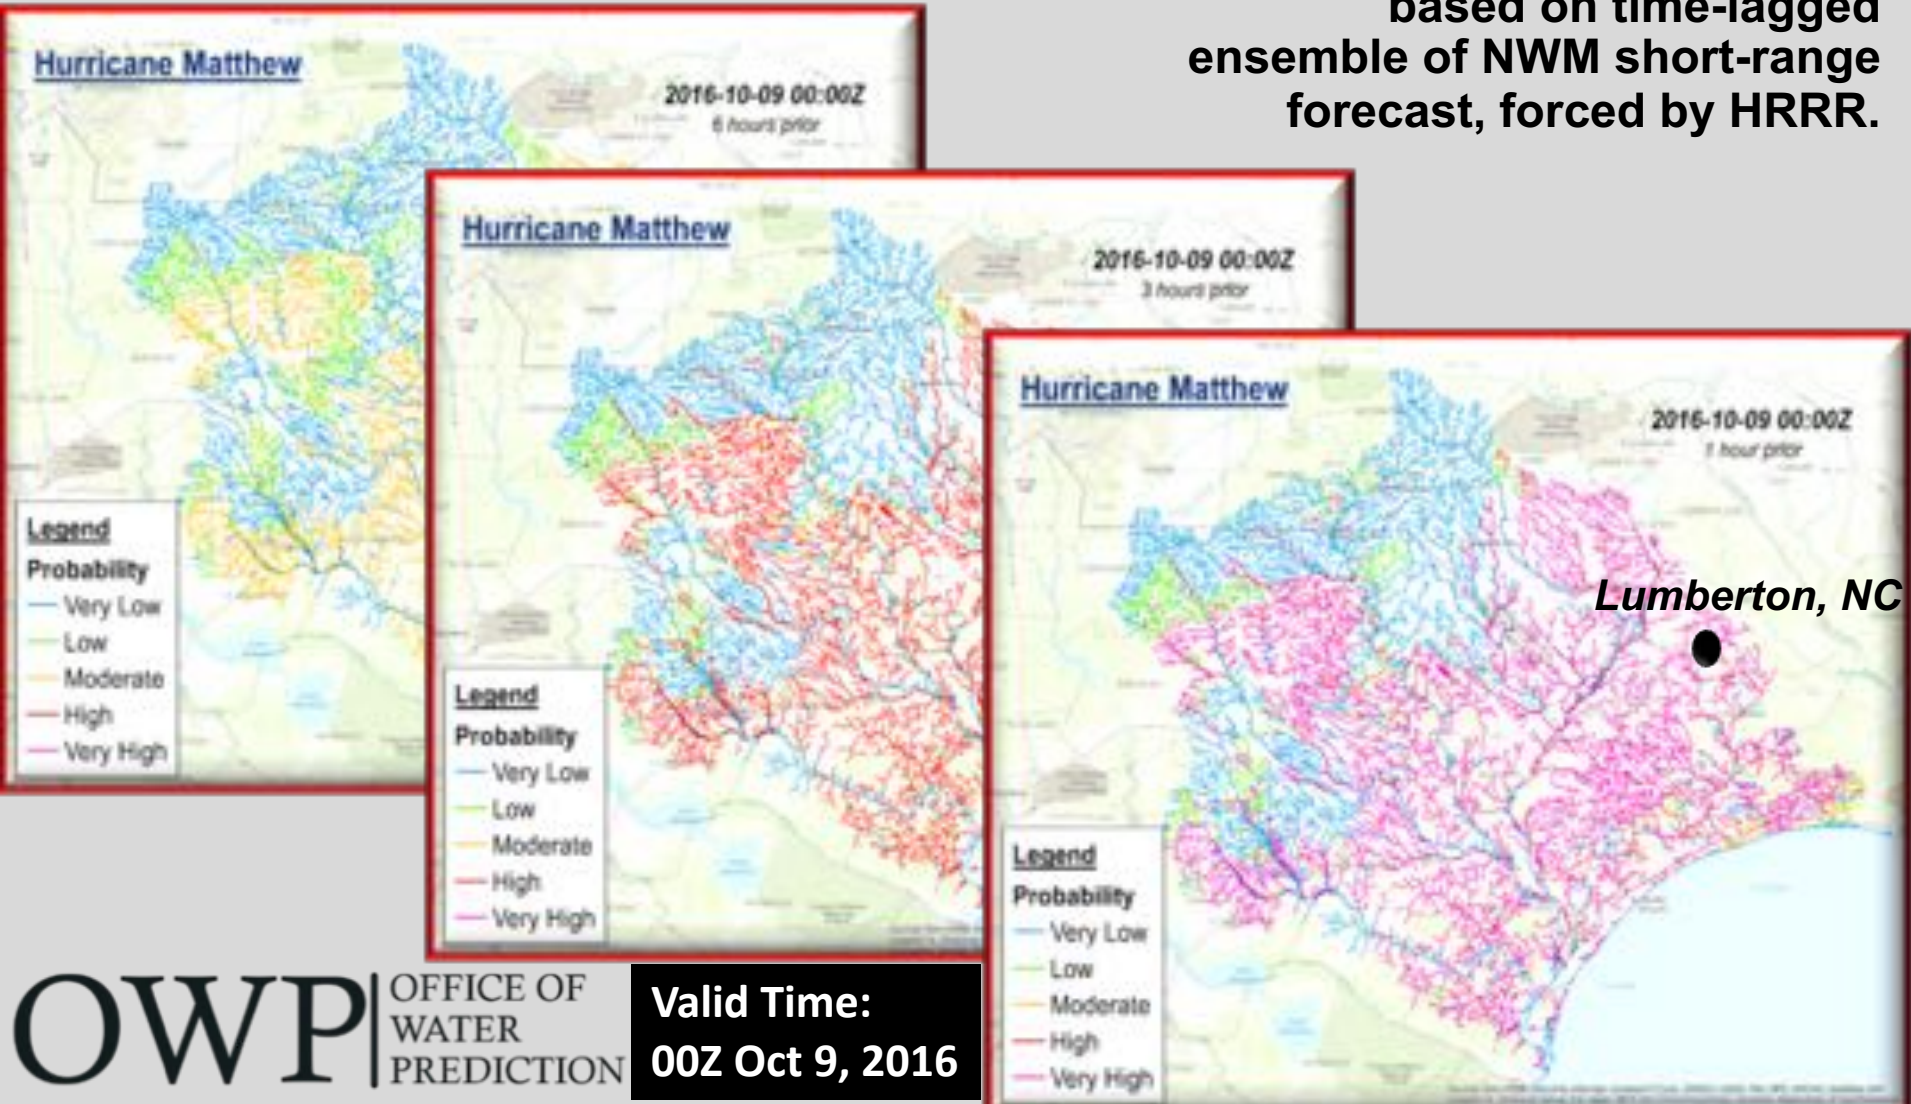 based on time-lagged
ensemble of NWM short-range
forecast, forced by HRRR.
Hurricane Matthew
2016-10-09 00:00Z
6 hours prior
Legend
Probability
Very Low
Low
Moderate
High
Very High
Hurricane Matthew
2016-10-09 00:00Z
3 hours prior
Legend
Probability
Very Low
Low
Moderate
High
Very High
Hurricane Matthew
2016-10-09 00:00Z
1 hour prior
Lumberton, NC
Legend
Probability
Very Low
Low
Moderate
High
Very High
OWP
OFFICE OF
WATER
PREDICTION
Valid Time:
00Z Oct 9, 2016